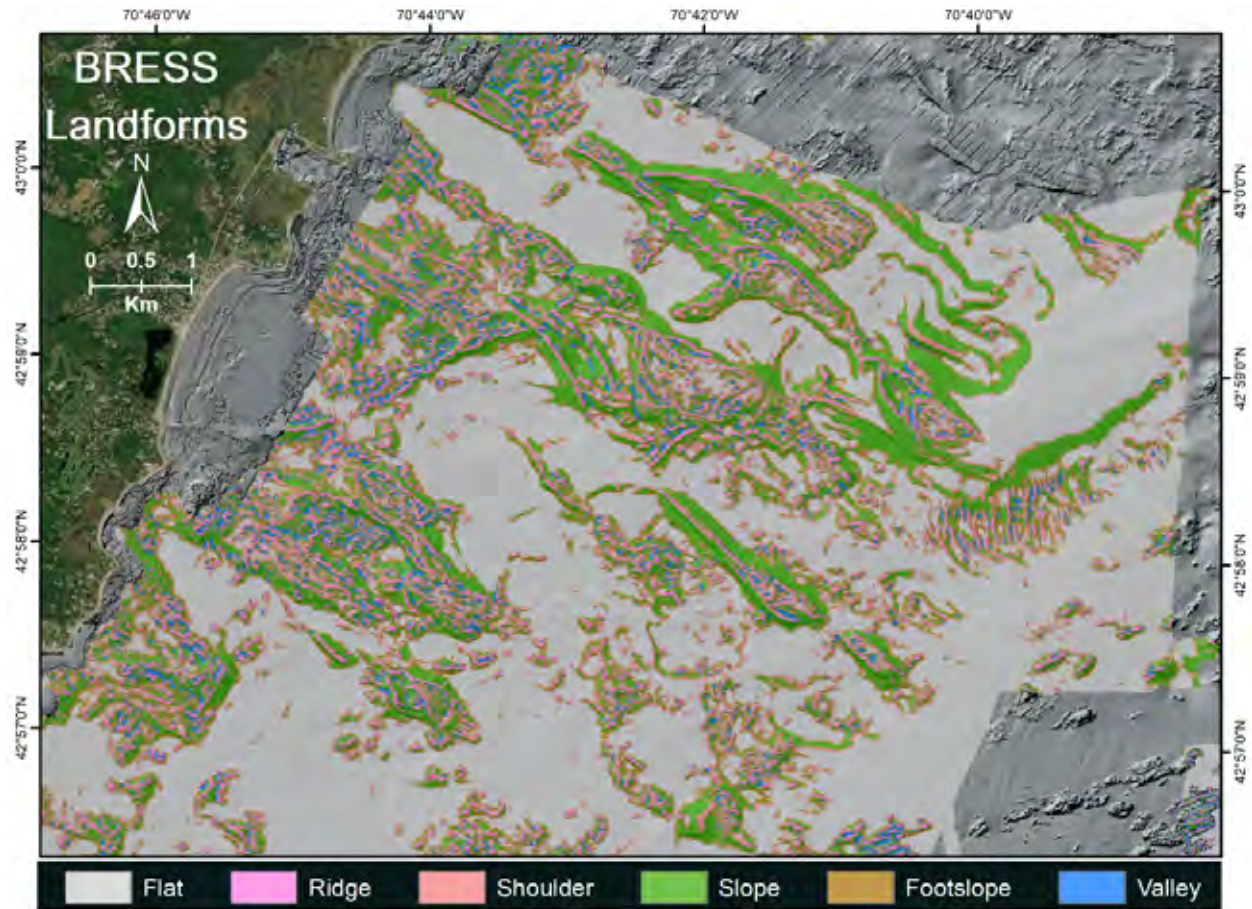 70°46'0"W 70°44'0"W 70°42'0"W 70°40'0"W
BRESS
Landforms
N
0 0.5 1
Km
43°0'0"N
42°59'0"N
42°58'0"N
42°57'0"N
43°0'0"N
42°59'0"N
42°58'0"N
42°57'0"N
Flat Ridge Shoulder Slope Footslope Valley